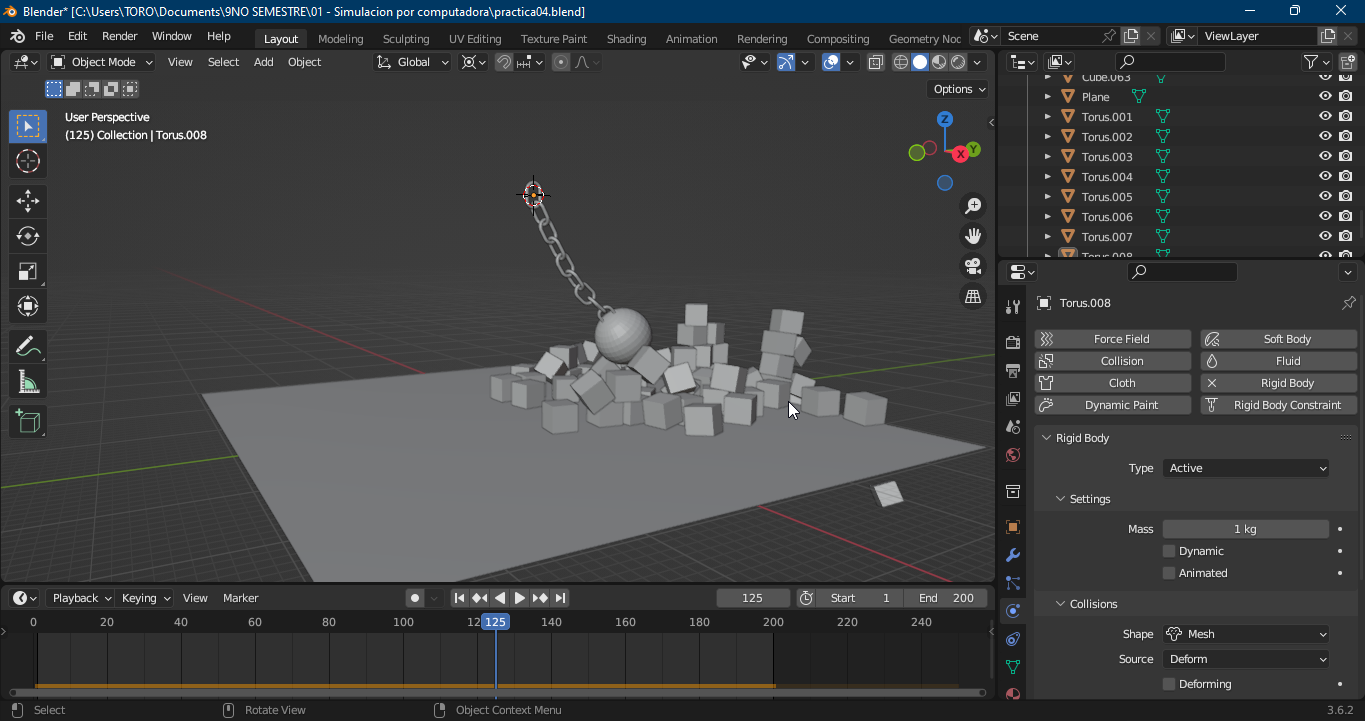 Blender* [C:\Users\TORO\Documents\9NO SEMESTRE\01 - Simulacion por computadora\practica04.blend]
File Edit Render Window Help Layout Modeling Sculpting UV Editing Texture Paint Shading Animation Rendering Compositing Geometry Noc Scene ViewLayer
Object Mode View Select Add Object Global
Options
User Perspective
(125) Collection | Torus.008
Z
X
Y
Cube.063
Plane
Torus.001
Torus.002
Torus.003
Torus.004
Torus.005
Torus.006
Torus.007
Torus.008
Torus.008
Force Field Soft Body
Collision Fluid
Cloth Rigid Body
Dynamic Paint Rigid Body Constraint
Rigid Body
Type Active
Settings
Mass 1 kg
Dynamic
Animated
Collisions
Shape Mesh
Source Deform
Deforming
Playback Keying View Marker 125 Start 1 End 200
0 20 40 60 80 100 12 125 140 160 180 200 220 240
Select Rotate View Object Context Menu 3.6.2